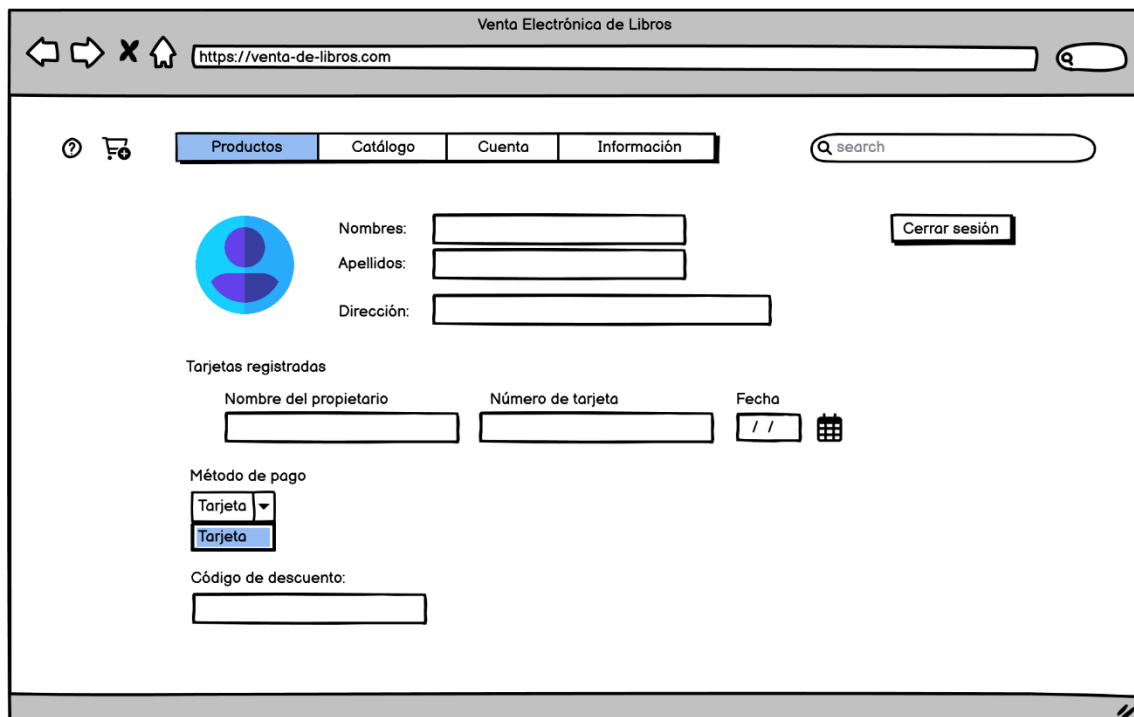 Venta Electrónica de Libros
https://venta-de-libros.com
Productos Catálogo Cuenta Información search
Nombres: Cerrar sesión
Apellidos:
Dirección:
Tarjetas registradas
Nombre del propietario Número de tarjeta Fecha
/ /
Método de pago
Tarjeta
Tarjeta
Código de descuento: